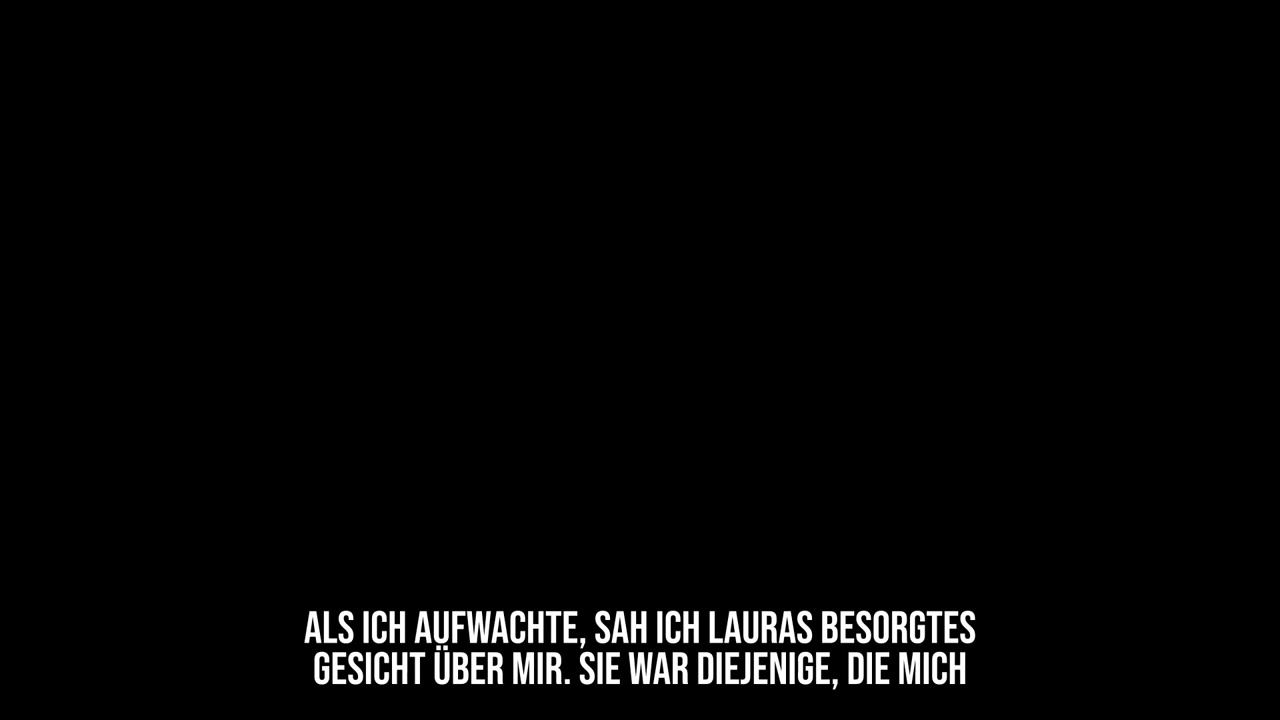 ALS ICH AUFWACHTE, SAH ICH LAURAS BESORGTES
GESICHT ÜBER MIR. SIE WAR DIEJENIGE, DIE MICH